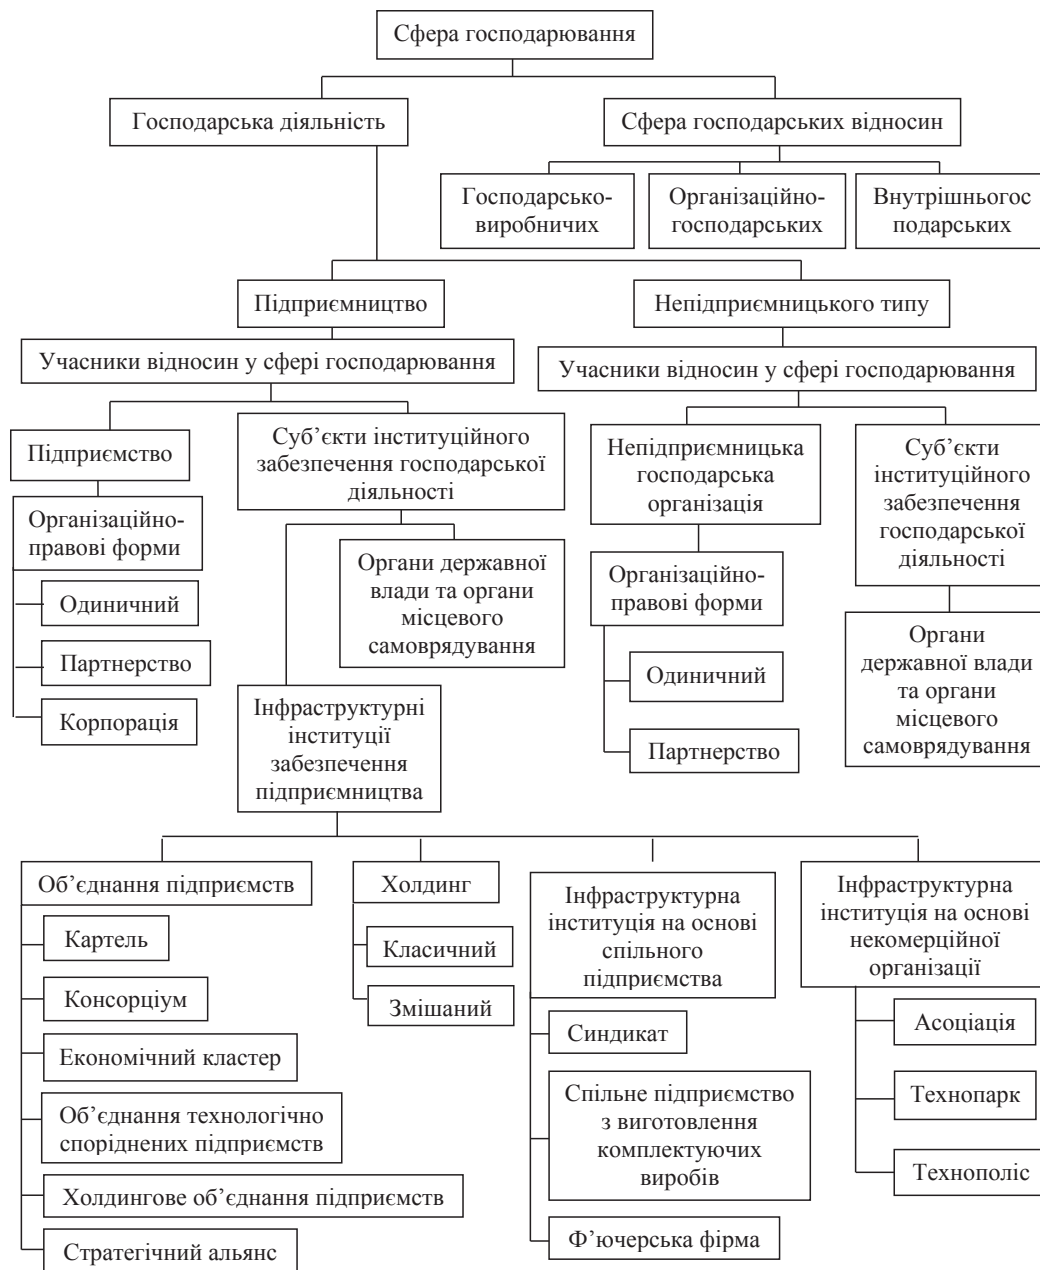 Сфера господарювання
Господарська діяльність
Сфера господарських відносин
Господарсько-
виробничих
Організаційно-
господарських
Внутрішньогос
подарських
Підприємництво
Непідприємницького типу
Учасники відносин у сфері господарювання
Учасники відносин у сфері господарювання
Підприємство
Суб’єкти інституційного
забезпечення господарської
діяльності
Непідприємницька
господарська
організація
Суб’єкти
інституційного
забезпечення
господарської
діяльності
Організаційно-
правові форми
Одиничний
Партнерство
Корпорація
Органи державної
влади та органи
місцевого
самоврядування
Інфраструктурні
інституції
забезпечення
підприємництва
Організаційно-
правові форми
Одиничний
Партнерство
Органи
державної влади
та органи
місцевого
самоврядування
Об’єднання підприємств
Картель
Консорціум
Економічний кластер
Об’єднання технологічно
споріднених підприємств
Холдингове об’єднання підприємств
Стратегічний альянс
Холдинг
Класичний
Змішаний
Інфраструктурна
інституція на основі
спільного
підприємства
Синдикат
Спільне підприємство
з виготовлення
комплектуючих
виробів
Ф’ючерська фірма
Інфраструктурна
інституція на основі
некомерційної
організації
Асоціація
Технопарк
Технополіс